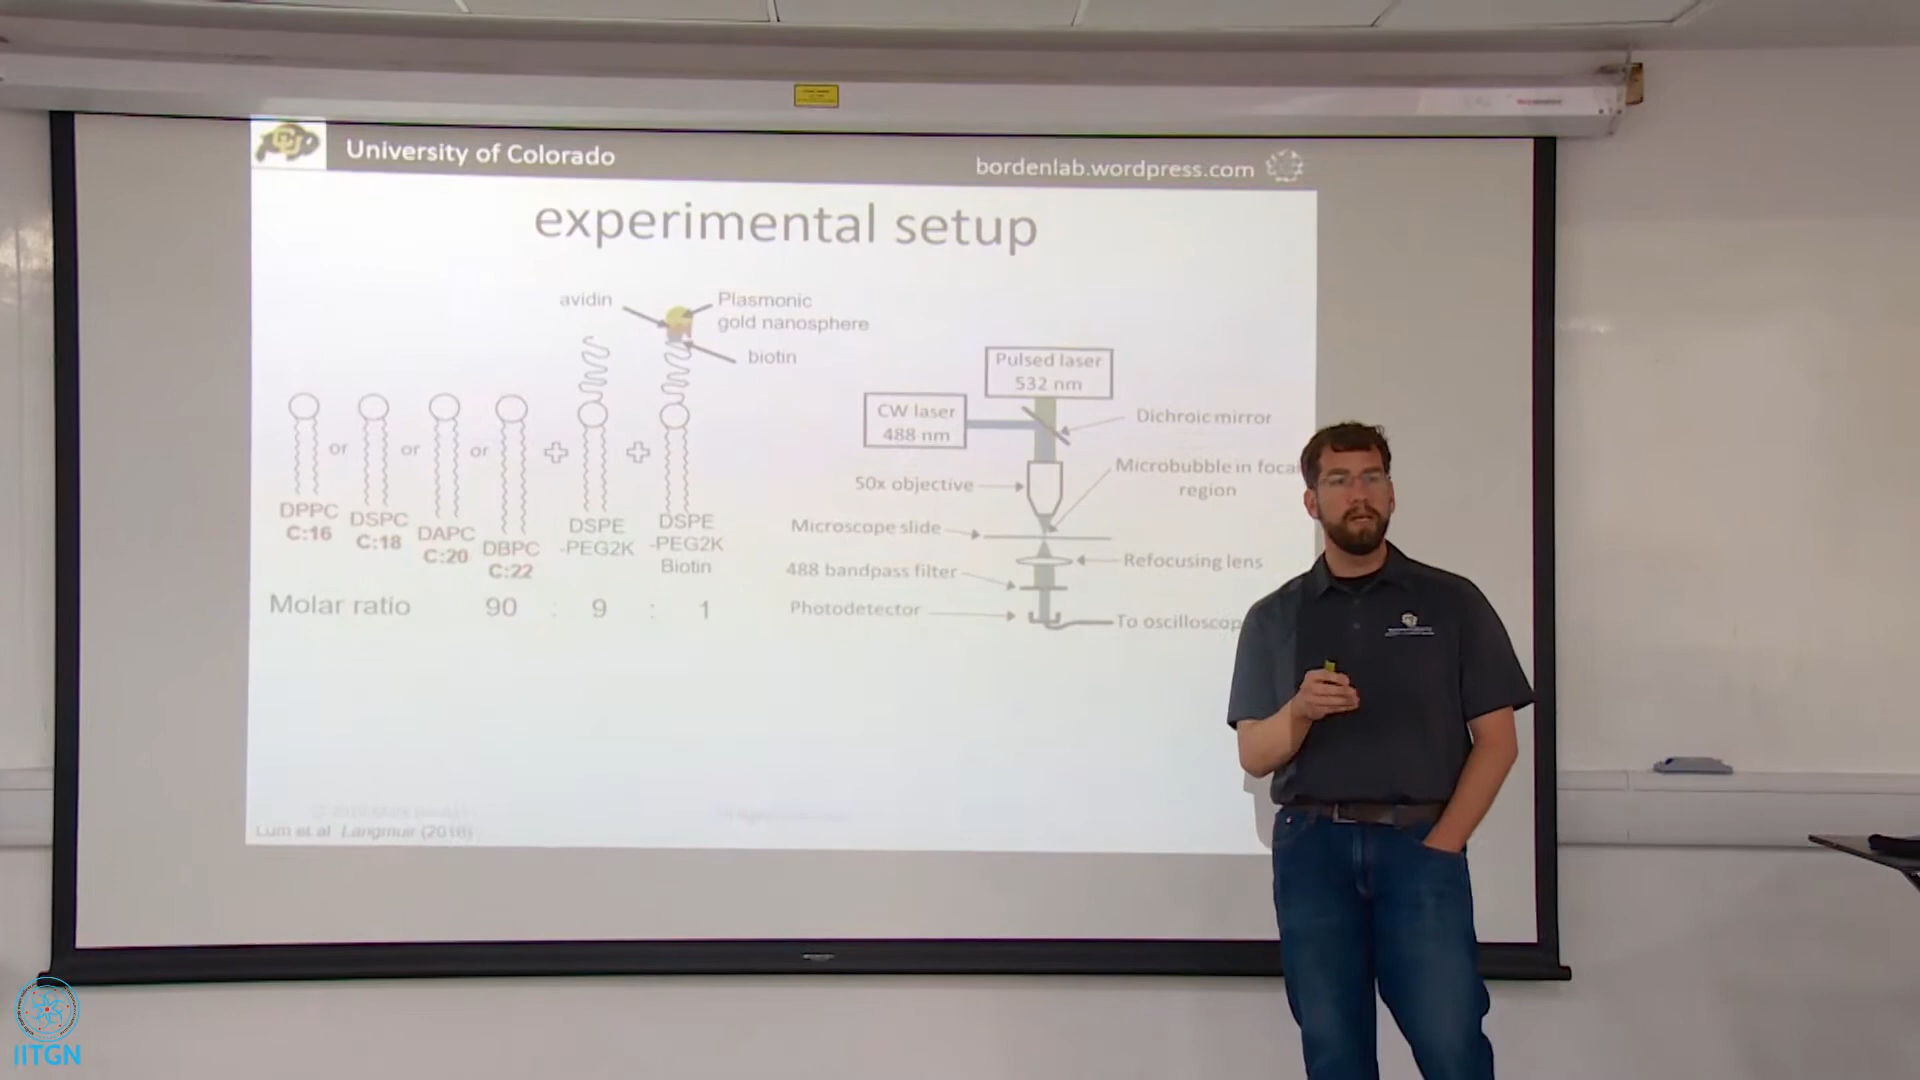 University of Colorado
bordenlab.wordpress.com
experimental setup
avidin
Plasmonic
gold nanosphere
biotin
or
or
or
DPPC
C:16
DSPC
C:18
DAPC
C:20
DBPC
C:22
DSPE
-PEG2K
DSPE
-PEG2K
Biotin
Molar ratio 90 : 9 : 1
Pulsed laser
532 nm
CW laser
488 nm
Dichroic mirror
50x objective
Microbubble in foca
region
Microscope slide
488 bandpass filter
Refocusing lens
Photodetector
To oscilloscop
Lum et al Langmuir (2016)
IITGN